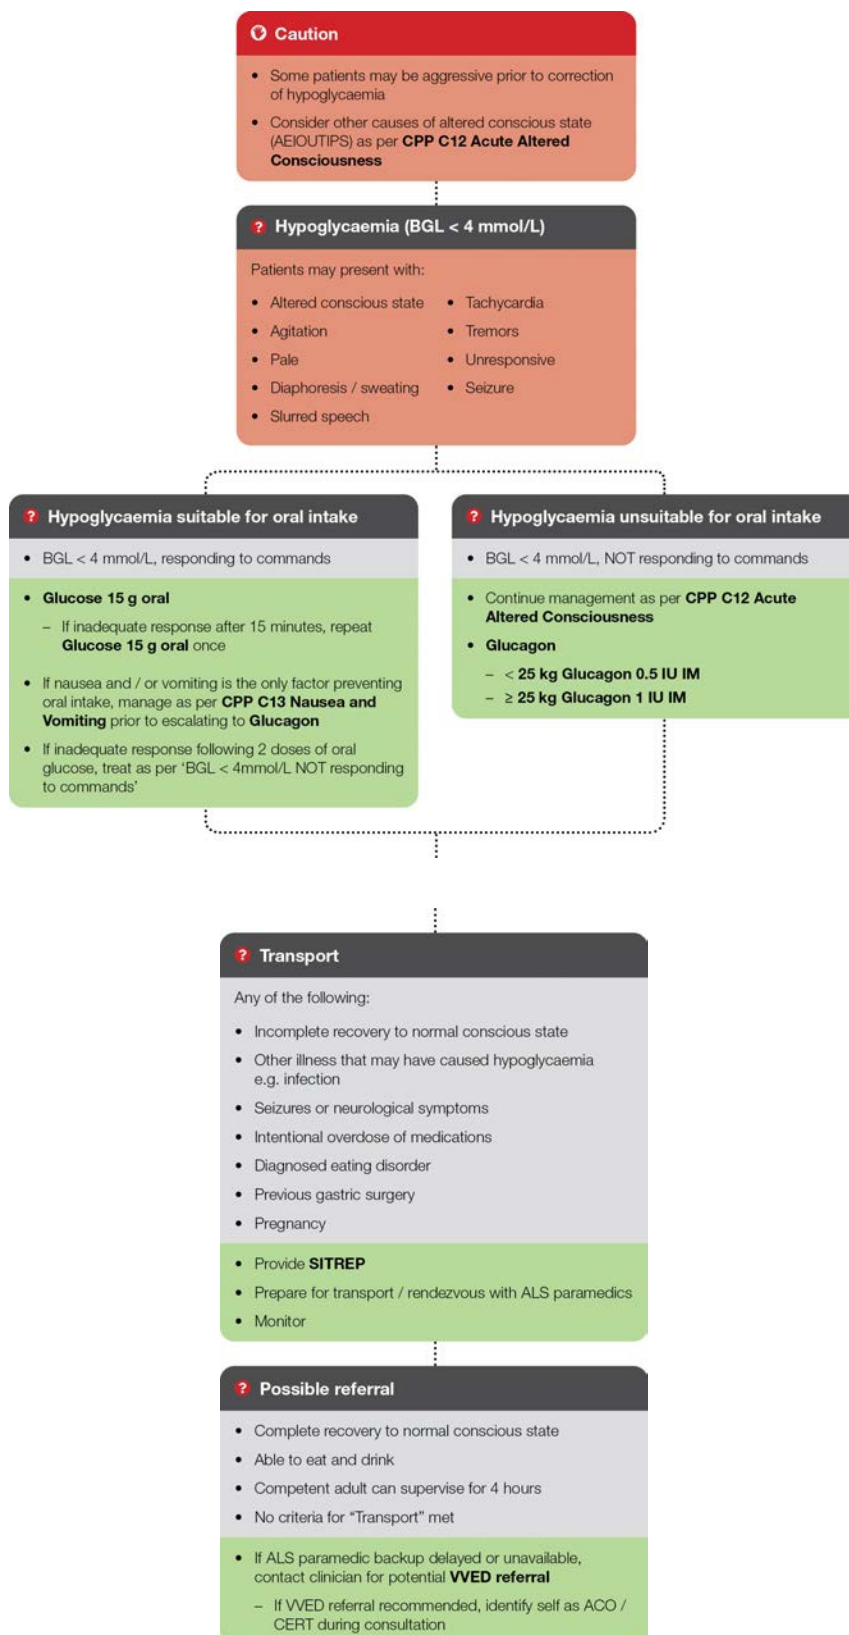 Caution
• Some patients may be aggressive prior to correction
of hypoglycaemia
• Consider other causes of altered conscious state
(AEIOUTIPS) as per CPP C12 Acute Altered
Consciousness
? Hypoglycaemia (BGL < 4 mmol/L)
Patients may present with:
• Altered conscious state
• Agitation
• Pale
• Diaphoresis / sweating
• Slurred speech
• Tachycardia
• Tremors
• Unresponsive
• Seizure
? Hypoglycaemia suitable for oral intake
• BGL < 4 mmol/L, responding to commands
• Glucose 15 g oral
– If inadequate response after 15 minutes, repeat
Glucose 15 g oral once
• If nausea and / or vomiting is the only factor preventing
oral intake, manage as per CPP C13 Nausea and
Vomiting prior to escalating to Glucagon
• If inadequate response following 2 doses of oral
glucose, treat as per ‘BGL < 4mmol/L NOT responding
to commands’
? Hypoglycaemia unsuitable for oral intake
• BGL < 4 mmol/L, NOT responding to commands
• Continue management as per CPP C12 Acute
Altered Consciousness
• Glucagon
– < 25 kg Glucagon 0.5 IU IM
– ≥ 25 kg Glucagon 1 IU IM
? Transport
Any of the following:
• Incomplete recovery to normal conscious state
• Other illness that may have caused hypoglycaemia
e.g. infection
• Seizures or neurological symptoms
• Intentional overdose of medications
• Diagnosed eating disorder
• Previous gastric surgery
• Pregnancy
• Provide SITREP
• Prepare for transport / rendezvous with ALS paramedics
• Monitor
? Possible referral
• Complete recovery to normal conscious state
• Able to eat and drink
• Competent adult can supervise for 4 hours
• No criteria for “Transport” met
• If ALS paramedic backup delayed or unavailable,
contact clinician for potential VVED referral
– If VVED referral recommended, identify self as ACO /
CERT during consultation